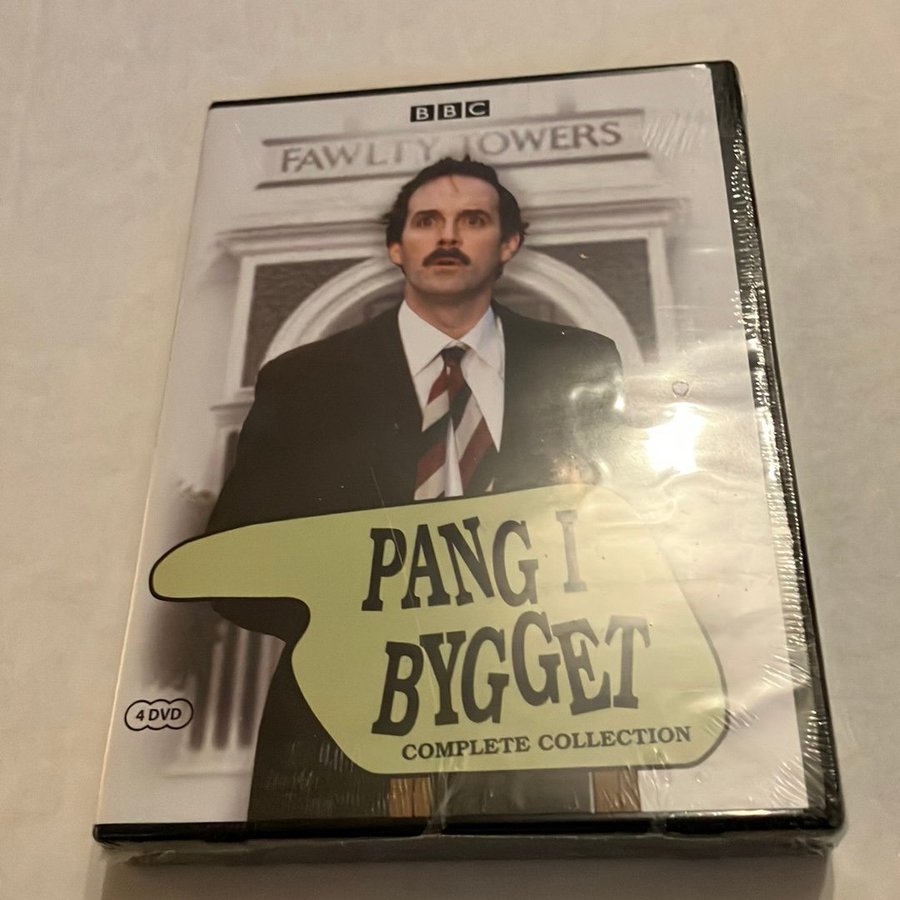 BBC
FAWLTY TOWERS
PANG I
BYGGET
COMPLETE COLLECTION
4 DVD